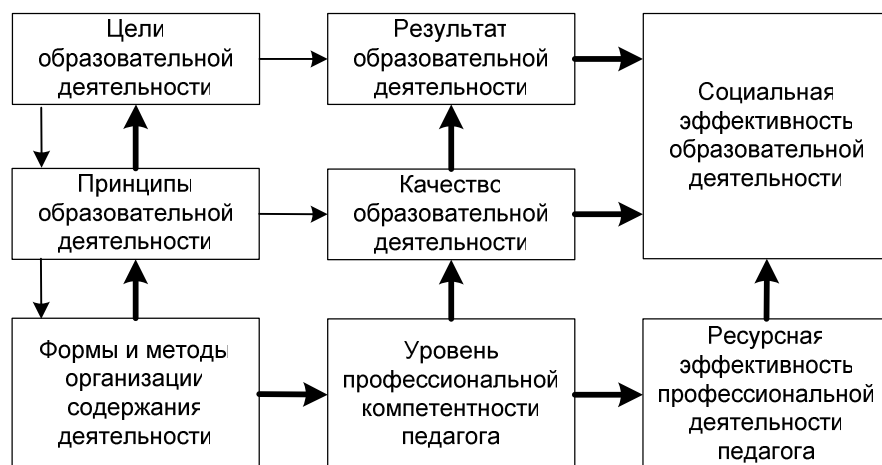 Цели
образовательной
деятельности
Результат
образовательной
деятельности
Социальная
эффективность
образовательной
деятельности
Принципы
образовательной
деятельности
Качество
образовательной
деятельности
Формы и методы
организации
содержания
деятельности
Уровень
профессиональной
компетентности
педагога
Ресурсная
эффективность
профессиональной
деятельности
педагога